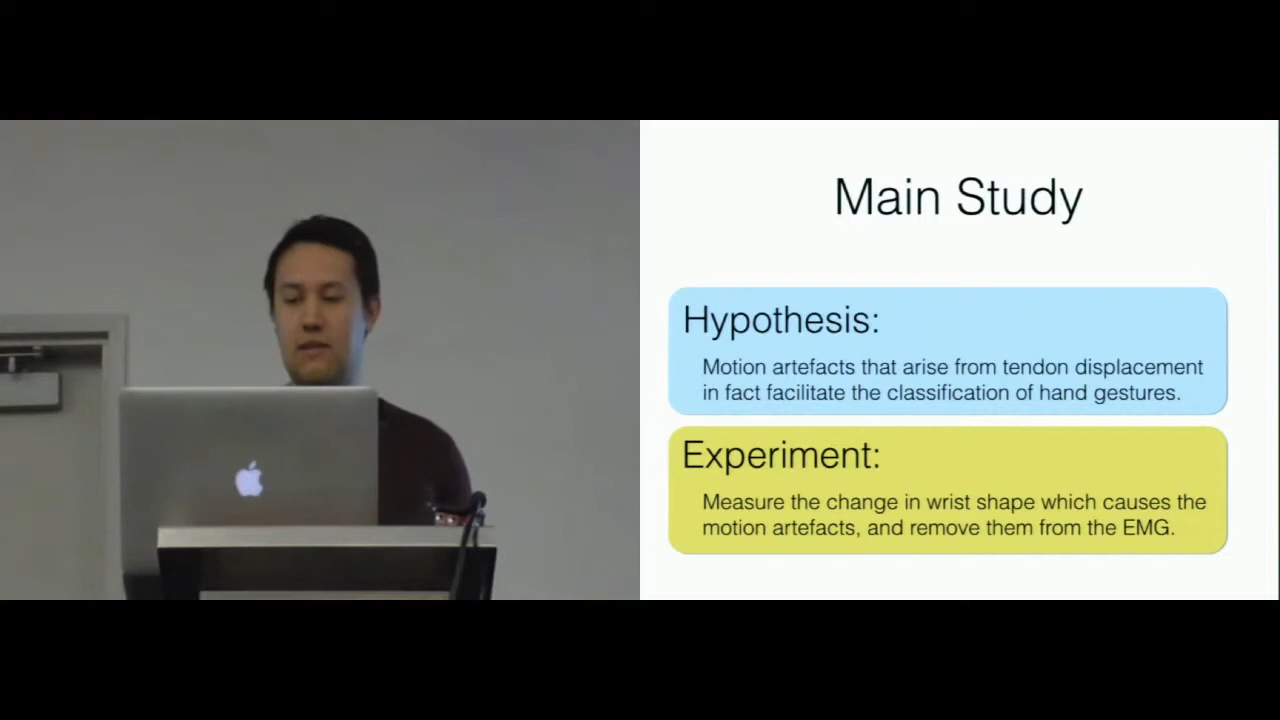 Main Study
Hypothesis:
Motion artefacts that arise from tendon displacement
in fact facilitate the classification of hand gestures.
Experiment:
Measure the change in wrist shape which causes the
motion artefacts, and remove them from the EMG.